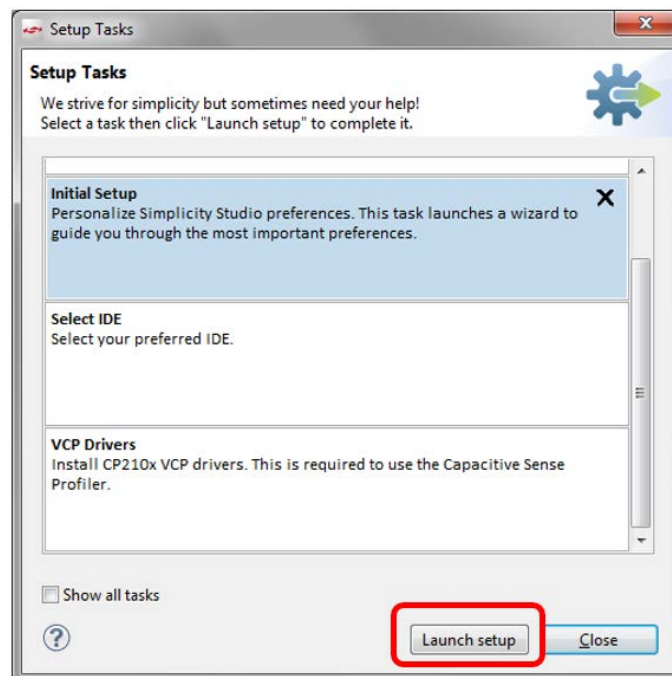 Setup Tasks
Setup Tasks
We strive for simplicity but sometimes need your help!
Select a task then click "Launch setup" to complete it.
Initial Setup
Personalize Simplicity Studio preferences. This task launches a wizard to
guide you through the most important preferences.
Select IDE
Select your preferred IDE.
VCP Drivers
Install CP210x VCP drivers. This is required to use the Capacitive Sense
Profiler.
Show all tasks
Launch setup
Close